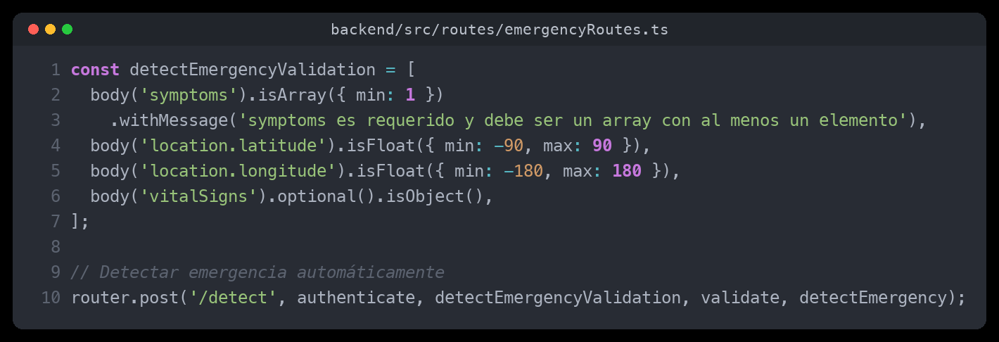 backend/src/routes/emergencyRoutes.ts
1 const detectEmergencyValidation = [
2   body('symptoms').isArray({ min: 1 })
3     .withMessage('symptoms es requerido y debe ser un array con al menos un elemento'),
4   body('location.latitude').isFloat({ min: -90, max: 90 }),
5   body('location.longitude').isFloat({ min: -180, max: 180 }),
6   body('vitalSigns').optional().isObject(),
7 ];
8
9 // Detectar emergencia automáticamente
10 router.post('/detect', authenticate, detectEmergencyValidation, validate, detectEmergency);